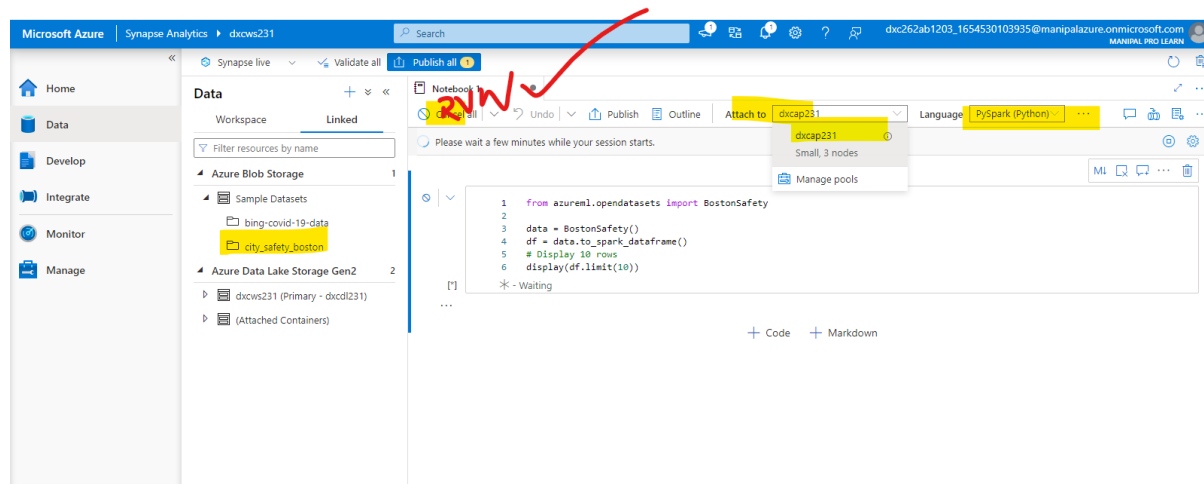 Microsoft Azure Synapse Analytics ▸ dxcws231 Search 1 1 ? dxc262ab1203_1654530103935@manipalazure.onmicrosoft.com
MANIPAL PRO LEARN
« Synapse live Validate all Publish all 1
Home
Data
Develop
Integrate
Monitor
Manage
Data + «
Workspace Linked
Filter resources by name
Azure Blob Storage 1
Sample Datasets
bing-covid-19-data
city_safety_boston
Azure Data Lake Storage Gen2 2
dxcws231 (Primary - dxcdl231)
(Attached Containers)
RUN
Notebook 1
Cancel all Undo Publish Outline Attach to dxcap231 Language PySpark (Python) ...
dxcap231
Small, 3 nodes
Manage pools
Please wait a few minutes while your session starts.
M↓ ...
1 from azureml.opendatasets import BostonSafety
2
3 data = BostonSafety()
4 df = data.to_spark_dataframe()
5 # Display 10 rows
6 display(df.limit(10))
[*] - Waiting
...
+ Code + Markdown